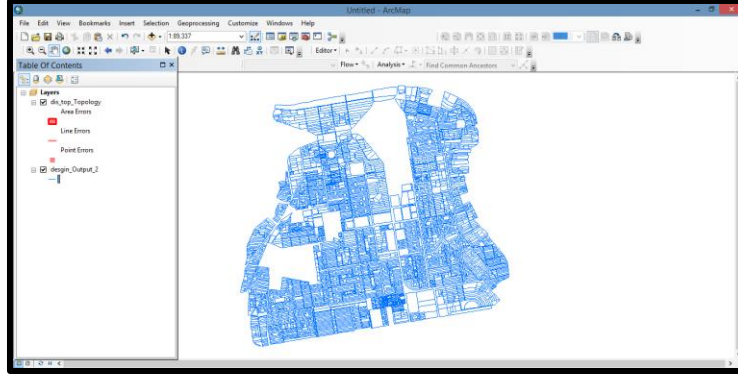 Untitled - ArcMap
File Edit View Bookmarks Insert Selection Geoprocessing Customize Windows Help
1:89,337
Editor
Flow Analysis Find Common Ancestors
Table Of Contents
Layers
dis_top_Topology
Area Errors
Line Errors
Point Errors
desgin_Output_2